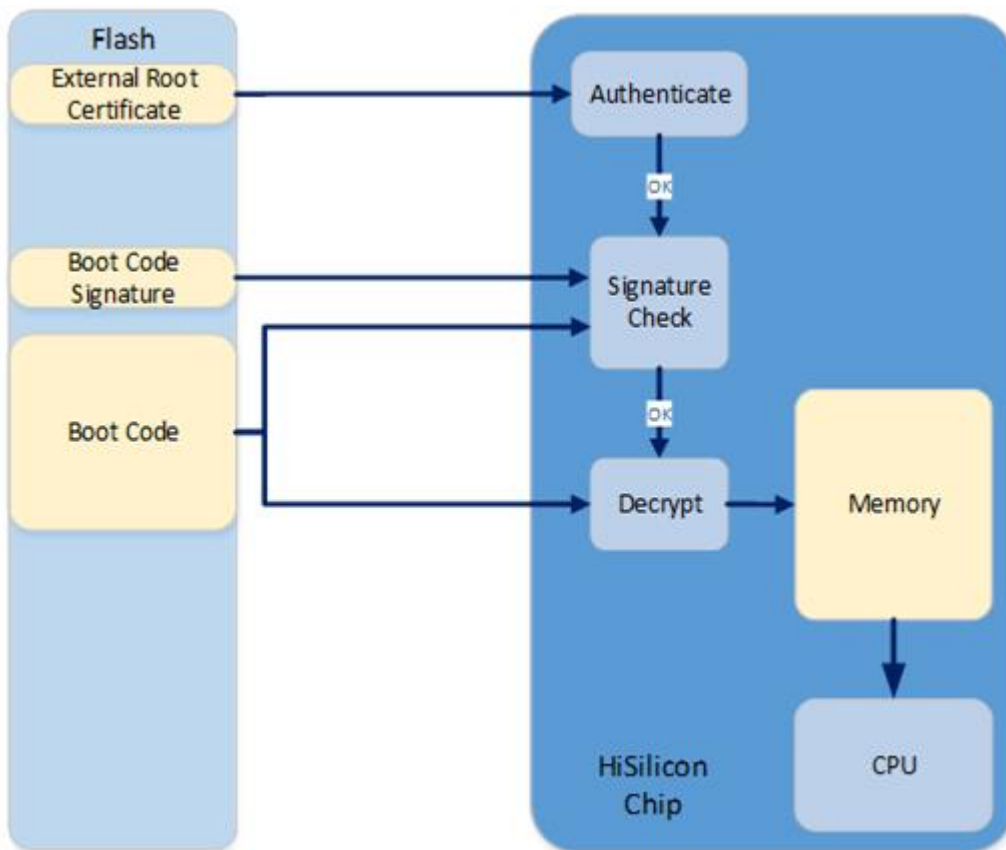 Flash
External Root
Certificate
Authenticate
OK
Boot Code
Signature
Signature
Check
OK
Boot Code
Decrypt
Memory
HiSilicon
Chip
CPU